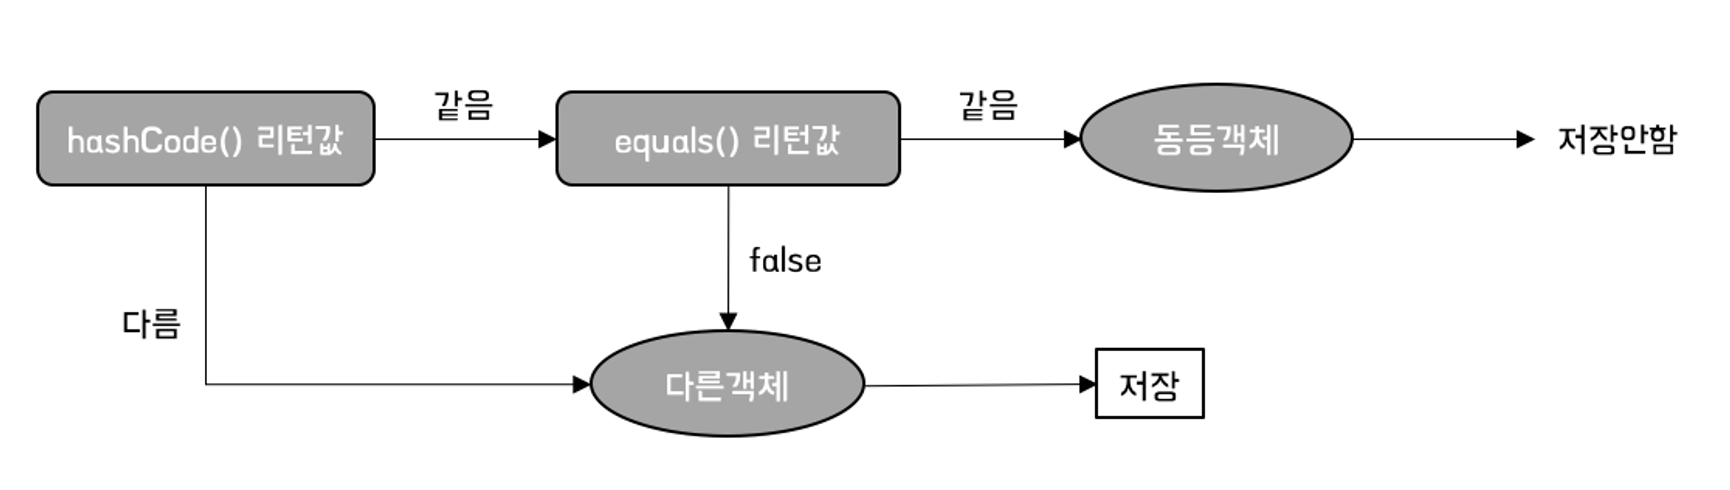 hashCode() 리턴값
같음
equals() 리턴값
같음
동등객체
저장안함
false
다름
다른객체
저장